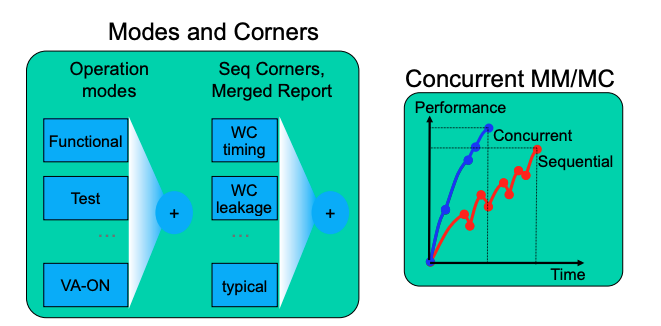 Modes and Corners
Operation
modes
Seq Corners,
Merged Report
Functional
Test
...
VA-ON
+
WC
timing
WC
leakage
...
typical
+
Concurrent MM/MC
Performance
Concurrent
Sequential
Time